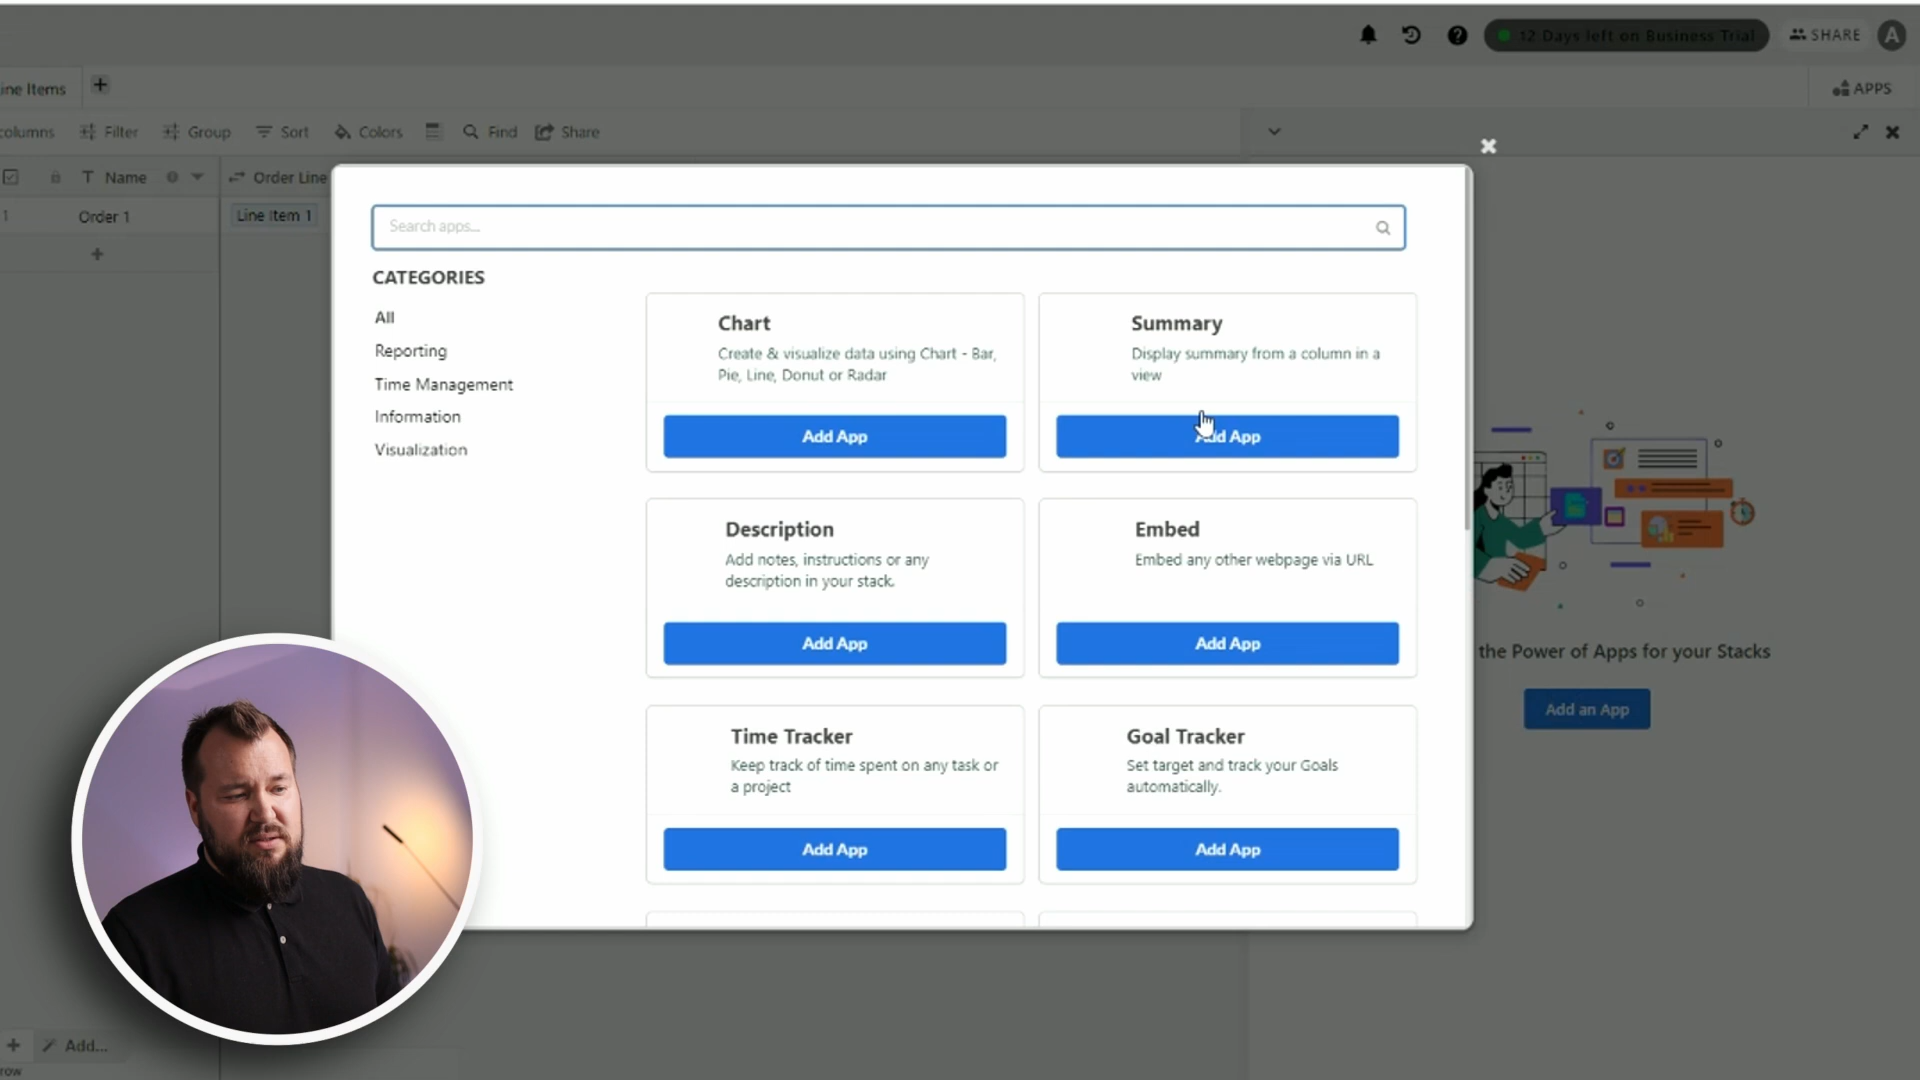 12 Days left on Business Trial
SHARE
A
ine Items
APPS
columns
Filter
Group
Sort
Colors
Find
Share
Name
Order Line
1
Order 1
Line Item 1
Search apps...
CATEGORIES
All
Reporting
Time Management
Information
Visualization
Chart
Create & visualize data using Chart - Bar,
Pie, Line, Donut or Radar
Add App
Summary
Display summary from a column in a
view
Add App
Description
Add notes, instructions or any
description in your stack.
Add App
Embed
Embed any other webpage via URL
Add App
Time Tracker
Keep track of time spent on any task or
a project
Add App
Goal Tracker
Set target and track your Goals
automatically.
Add App
the Power of Apps for your Stacks
Add an App
Add...
row